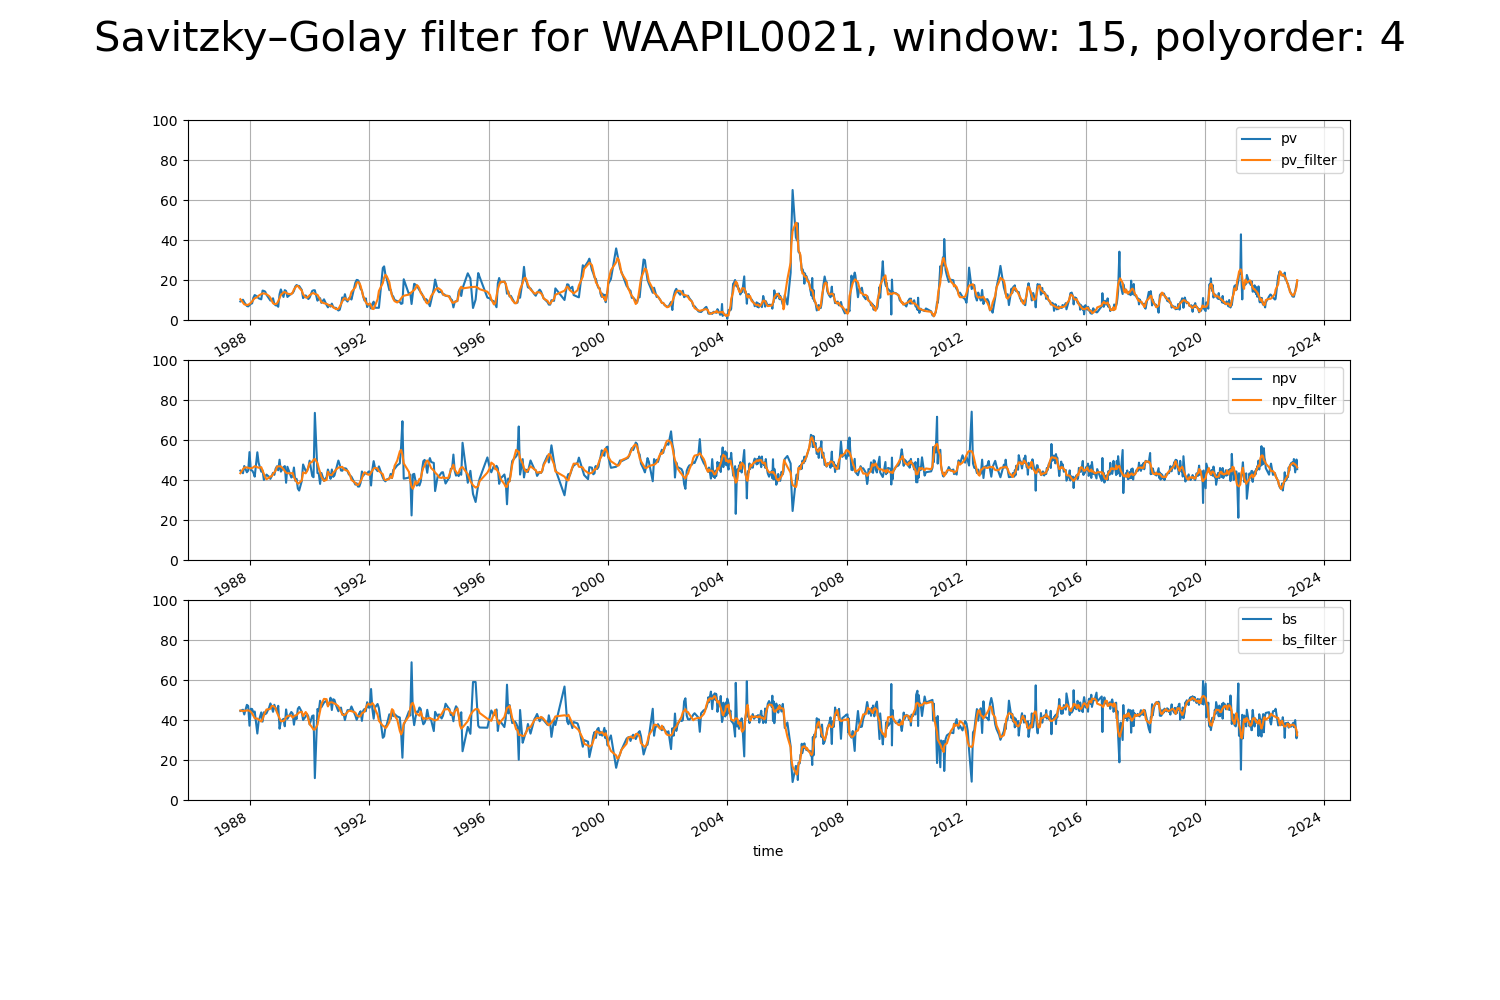 Savitzky–Golay filter for WAAPIL0021, window: 15, polyorder: 4
100
80
60
40
20
0
pv
pv_filter
1988 1992 1996 2000 2004 2008 2012 2016 2020 2024
100
80
60
40
20
0
npv
npv_filter
1988 1992 1996 2000 2004 2008 2012 2016 2020 2024
100
80
60
40
20
0
bs
bs_filter
1988 1992 1996 2000 2004 2008 2012 2016 2020 2024
time